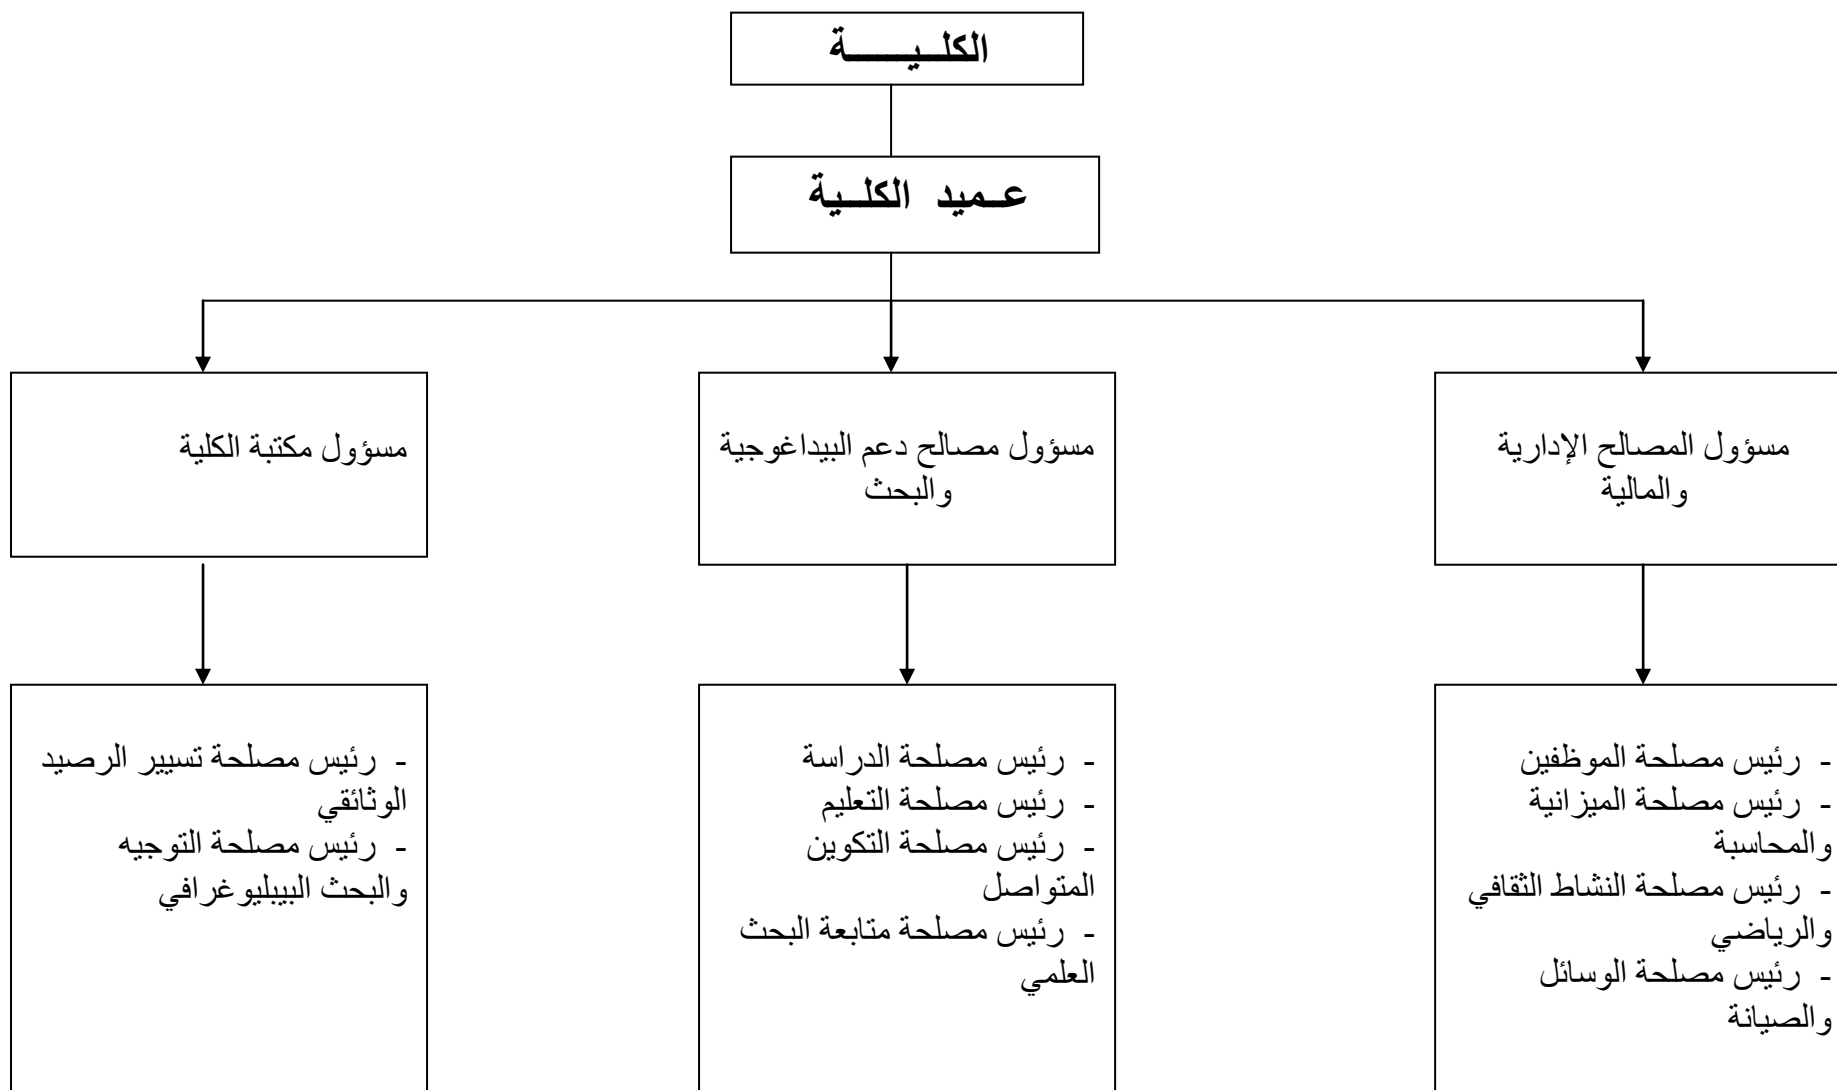 الكلـيـــــة
عـميد الكلـية
مسؤول المصالح الإدارية
والمالية
مسؤول مصالح دعم البيداغوجية
والبحث
مسؤول مكتبة الكلية
- رئيس مصلحة الموظفين
- رئيس مصلحة الميزانية
والمحاسبة
- رئيس مصلحة النشاط الثقافي
والرياضي
- رئيس مصلحة الوسائل
والصيانة
- رئيس مصلحة الدراسة
- رئيس مصلحة التعليم
- رئيس مصلحة التكوين
المتواصل
- رئيس مصلحة متابعة البحث
العلمي
- رئيس مصلحة تسيير الرصيد
الوثائقي
- رئيس مصلحة التوجيه
والبحث البيبليوغرافي